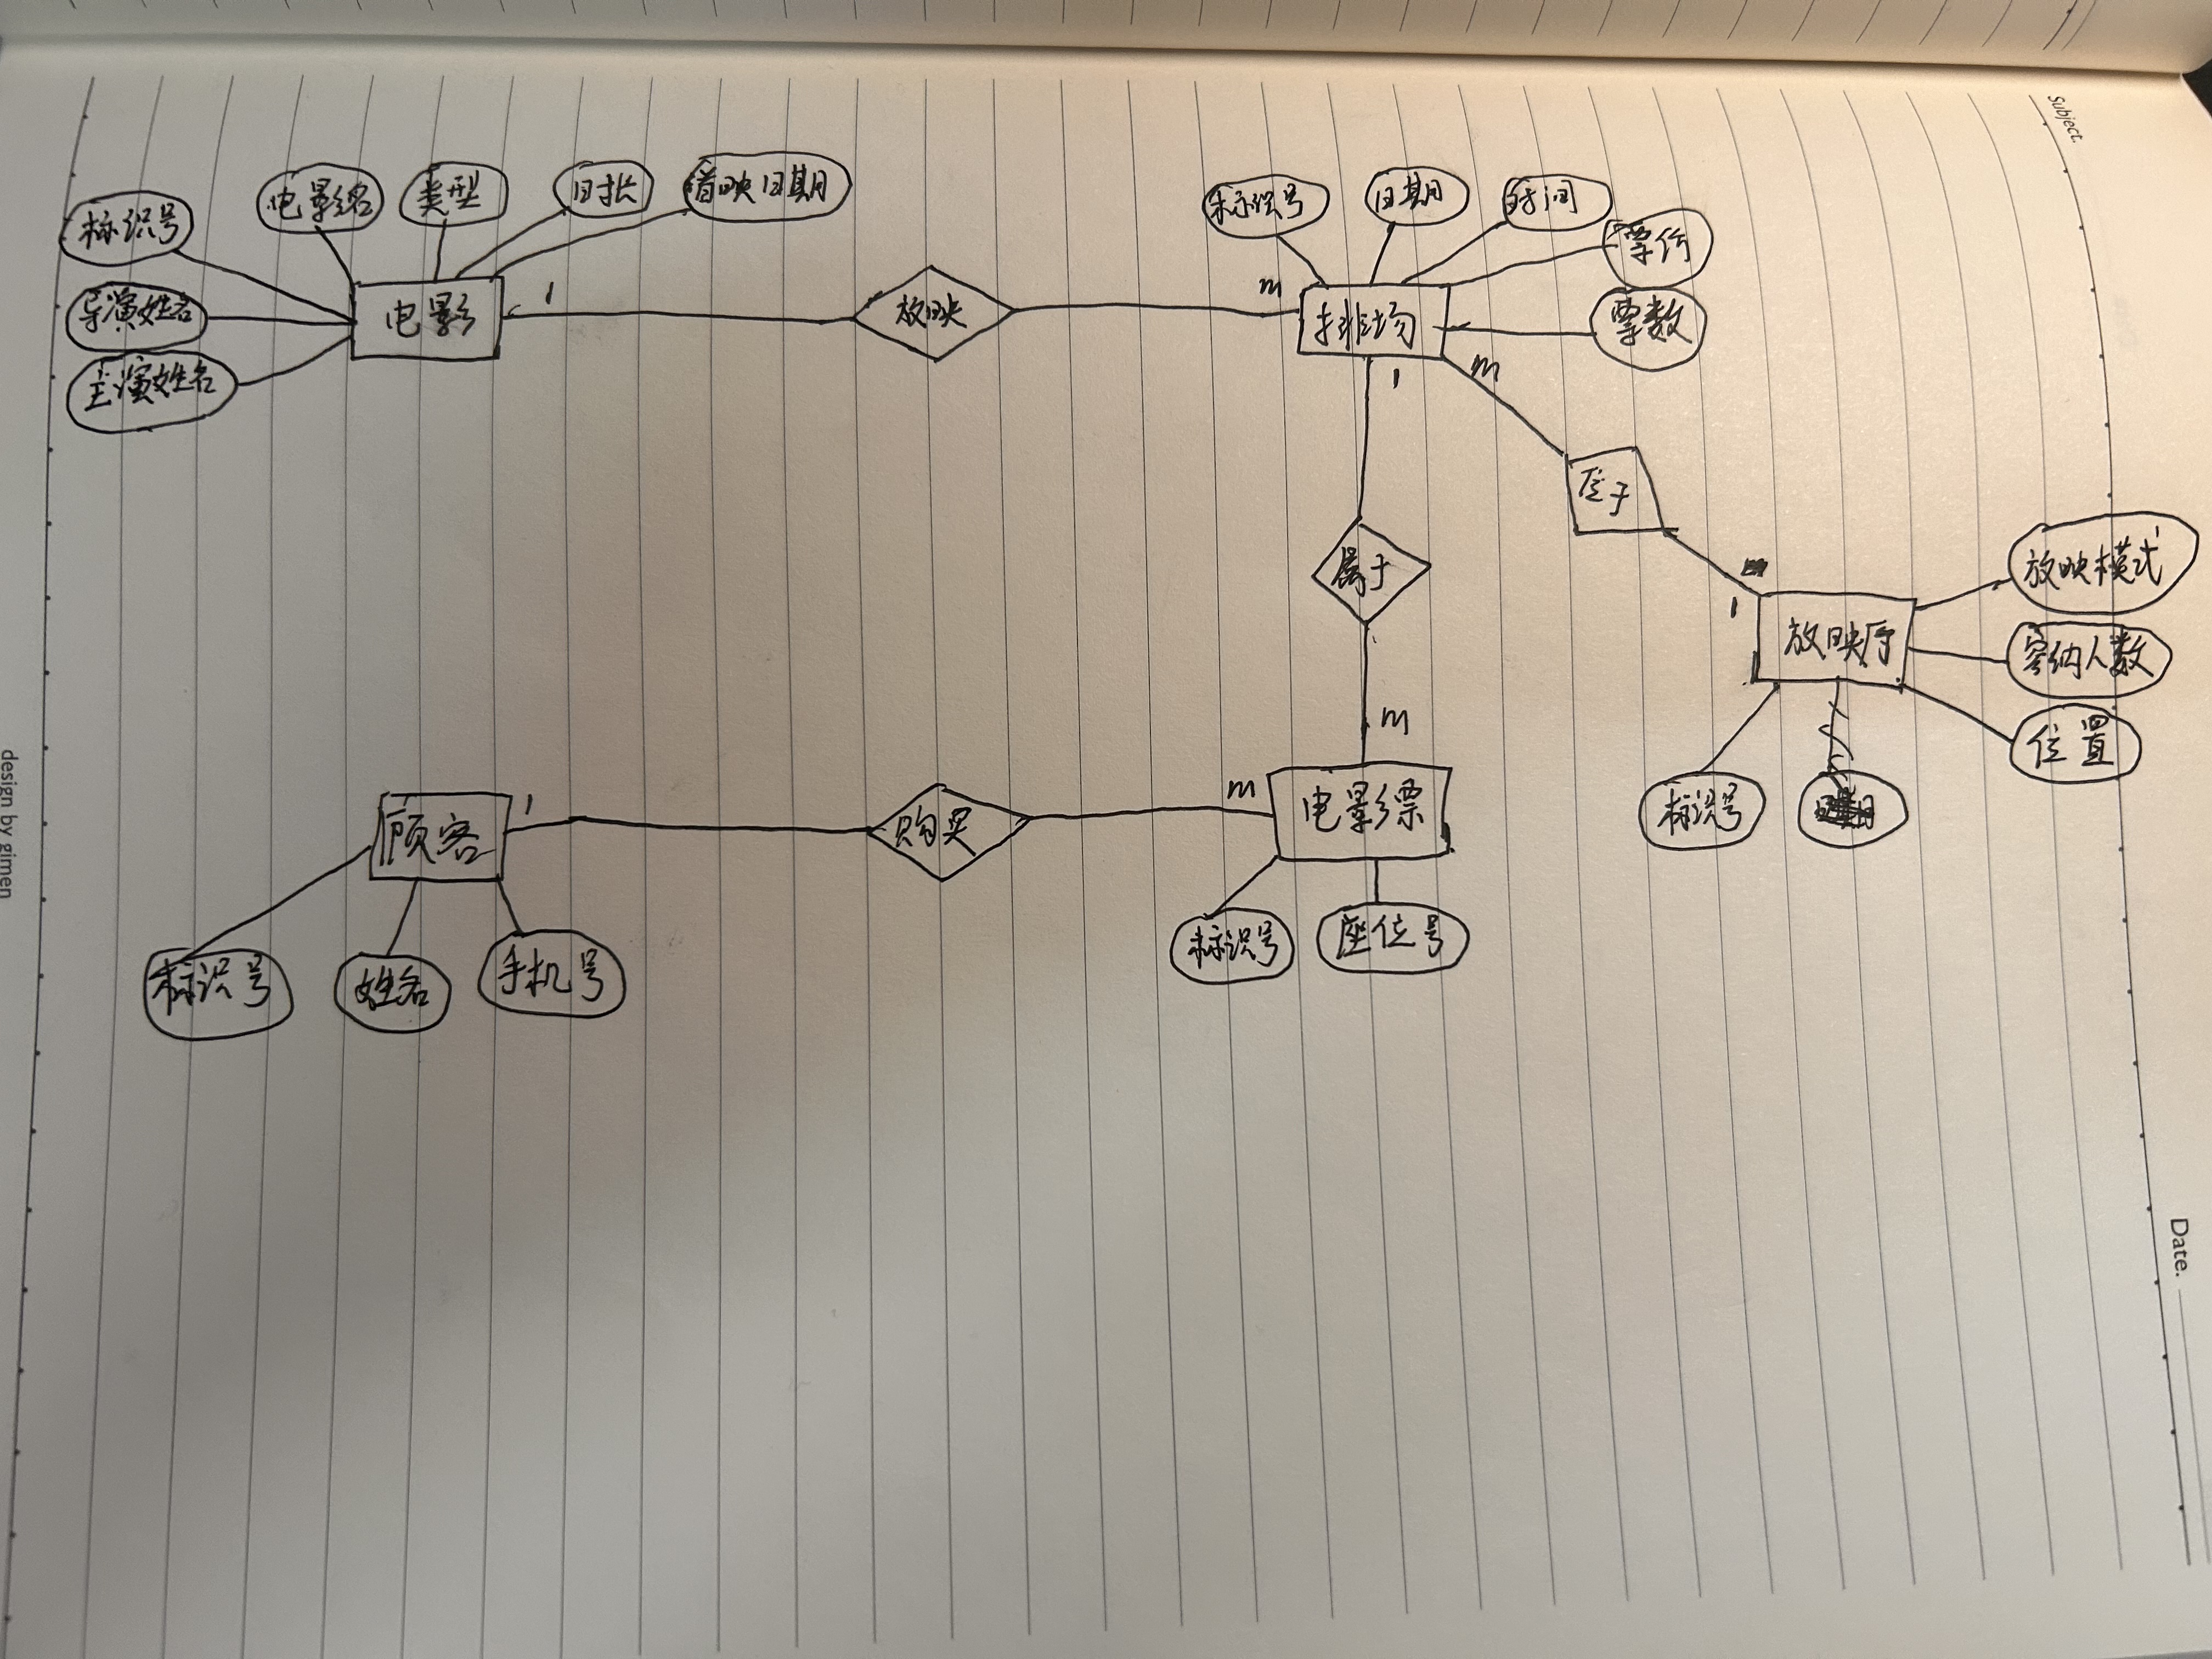 Subject.
标识号
电影名
类型
时长
首映日期
导演姓名
主演姓名
电影
1
放映
m
标识号
日期
时间
票价
票数
排场
1
m
属于
位于
1
放映厅
放映模式
容纳人数
位置
标识号
m
顾客
1
购买
m
电影票
标识号
姓名
手机号
标识号
座位号
design by gimen
Date.